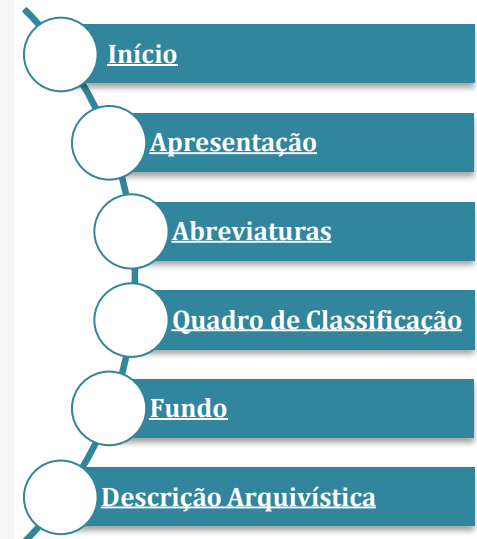 Início
Apresentação
Abreviaturas
Quadro de Classificação
Fundo
Descrição Arquivística